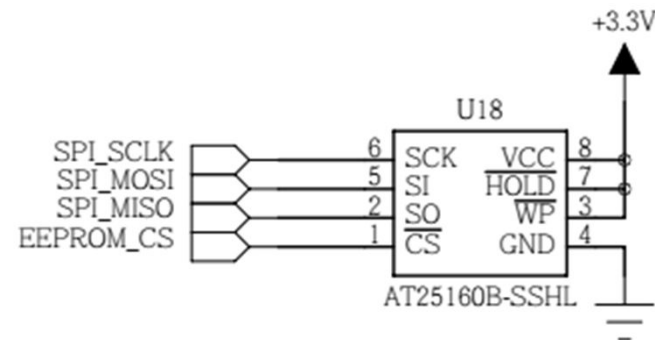 +3.3V
U18
SPI_SCLK 6 SCK VCC 8
SPI_MOSI 5 SI HOLD 7
SPI_MISO 2 SO WP 3
EEPROM_CS 1 CS GND 4
AT25160B-SSHL